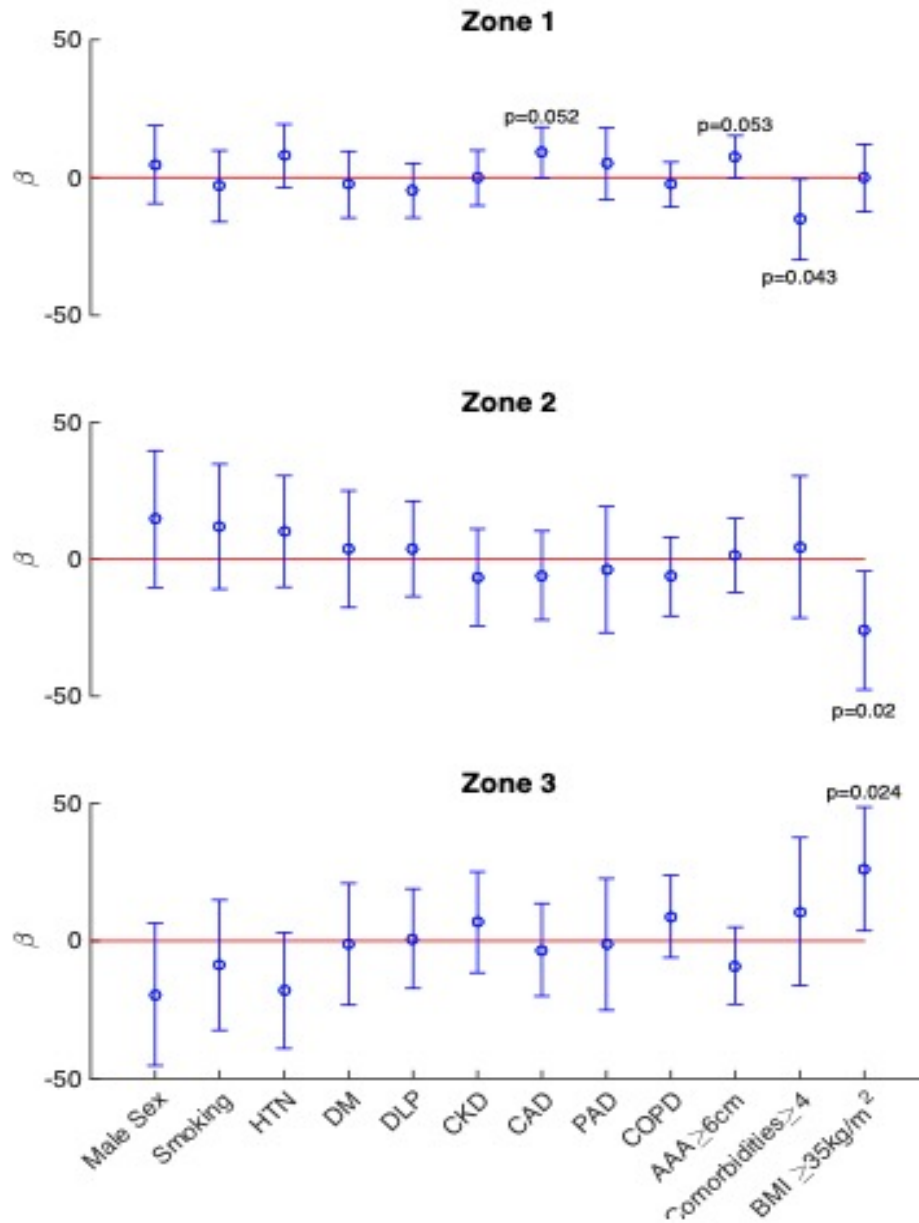 Zone 1
50
p=0.052
p=0.053
β
0
p=0.043
-50
Zone 2
50
β
0
-50
p=0.02
Zone 3
50
p=0.024
β
0
-50
Male Sex
Smoking
HTN
DM
DLP
CKD
CAD
PAD
COPD
AAA ≥6cm
Comorbidities≥4
BMI ≥35kg/m²